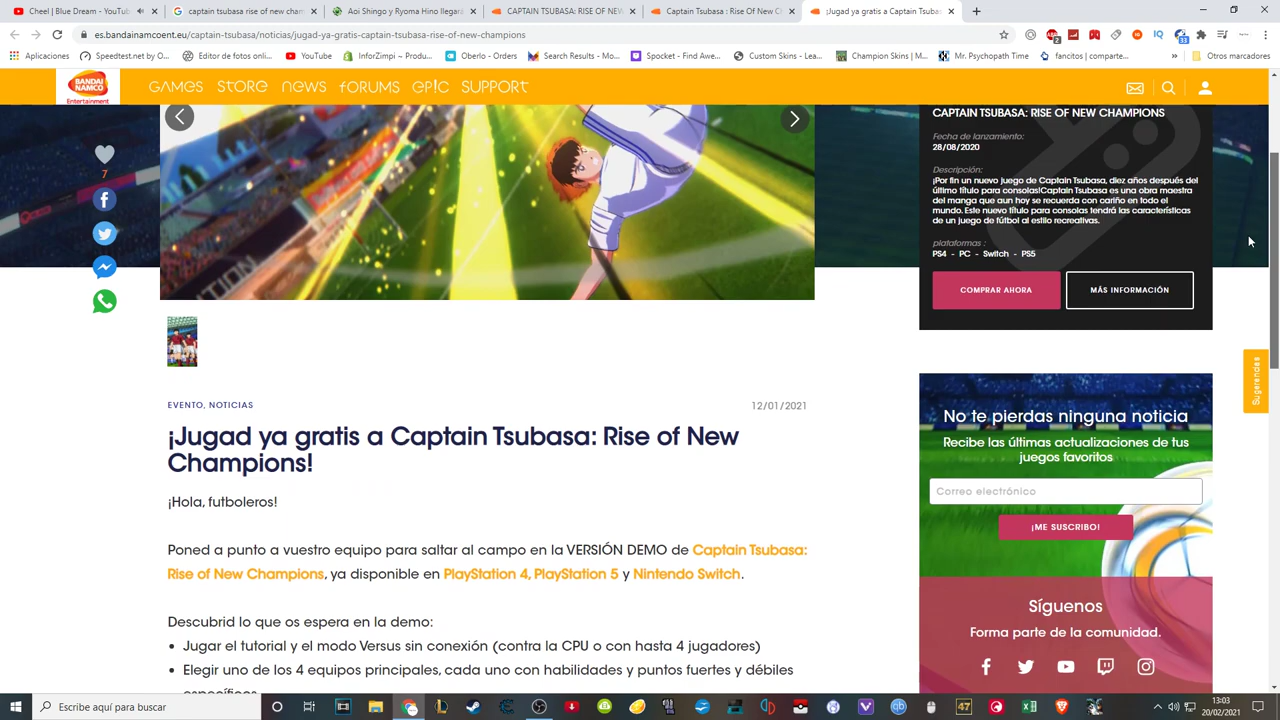 Cheel | Bluuweb
captain tsubasa rise of new cham
Aoi Shingo y Ryoma Hino llegará
CAPTAIN TSUBASA: RISE OF NEW
Captain Tsubasa : Rise Of New C
¡Jugad ya gratis a Captain Tsuba
es.bandainamcoent.eu/captain-tsubasa/noticias/jugad-ya-gratis-captain-tsubasa-rise-of-new-champions
Aplicaciones
Speedtest.net by O...
Editor de fotos onli...
YouTube
InforZimpi ~ Produ...
Oberlo - Orders
Search Results - Mo...
Spocket - Find Awe...
Custom Skins - Lea...
Champion Skins | M...
Mr. Psychopath Time
fancitos | comparte...
»
Otros marcadores
BANDAI
NAMCO
Entertainment
GAMES STORE NEWS FORUMS EPIC SUPPORT
7
CAPTAIN TSUBASA: RISE OF NEW CHAMPIONS
Fecha de lanzamiento:
28/08/2020
Descripción:
¡Por fin un nuevo juego de Captain Tsubasa, diez años después del
último título para consolas!Captain Tsubasa es una obra maestra
del manga que aun hoy se recuerda con cariño en todo el
mundo. Este nuevo título para consolas tendrá las características
de un juego de fútbol al estilo recreativas.
plataformas :
PS4 - PC - Switch - PS5
COMPRAR AHORA
MÁS INFORMACIÓN
Sugerencias
EVENTO, NOTICIAS
12/01/2021
¡Jugad ya gratis a Captain Tsubasa: Rise of New
Champions!
¡Hola, futboleros!
Poned a punto a vuestro equipo para saltar al campo en la VERSIÓN DEMO de Captain Tsubasa:
Rise of New Champions, ya disponible en PlayStation 4, PlayStation 5 y Nintendo Switch.
Descubrid lo que os espera en la demo:
• Jugar el tutorial y el modo Versus sin conexión (contra la CPU o con hasta 4 jugadores)
• Elegir uno de los 4 equipos principales, cada uno con habilidades y puntos fuertes y débiles
específicos
No te pierdas ninguna noticia
Recibe las últimas actualizaciones de tus
juegos favoritos
Correo electrónico
¡ME SUSCRIBO!
Síguenos
Forma parte de la comunidad.
Escribe aquí para buscar
13:03
20/02/2021